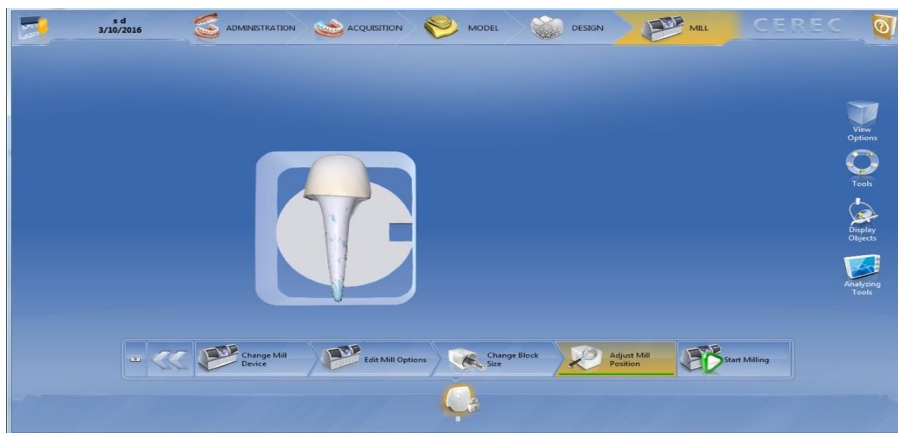 s d
3/10/2016
ADMINISTRATION
ACQUISITION
MODEL
DESIGN
MILL
CEREC
View
Options
Tools
Display
Objects
Analyzing
Tools
Change Mill
Device
Edit Mill Options
Change Block
Size
Adjust Mill
Position
Start Milling